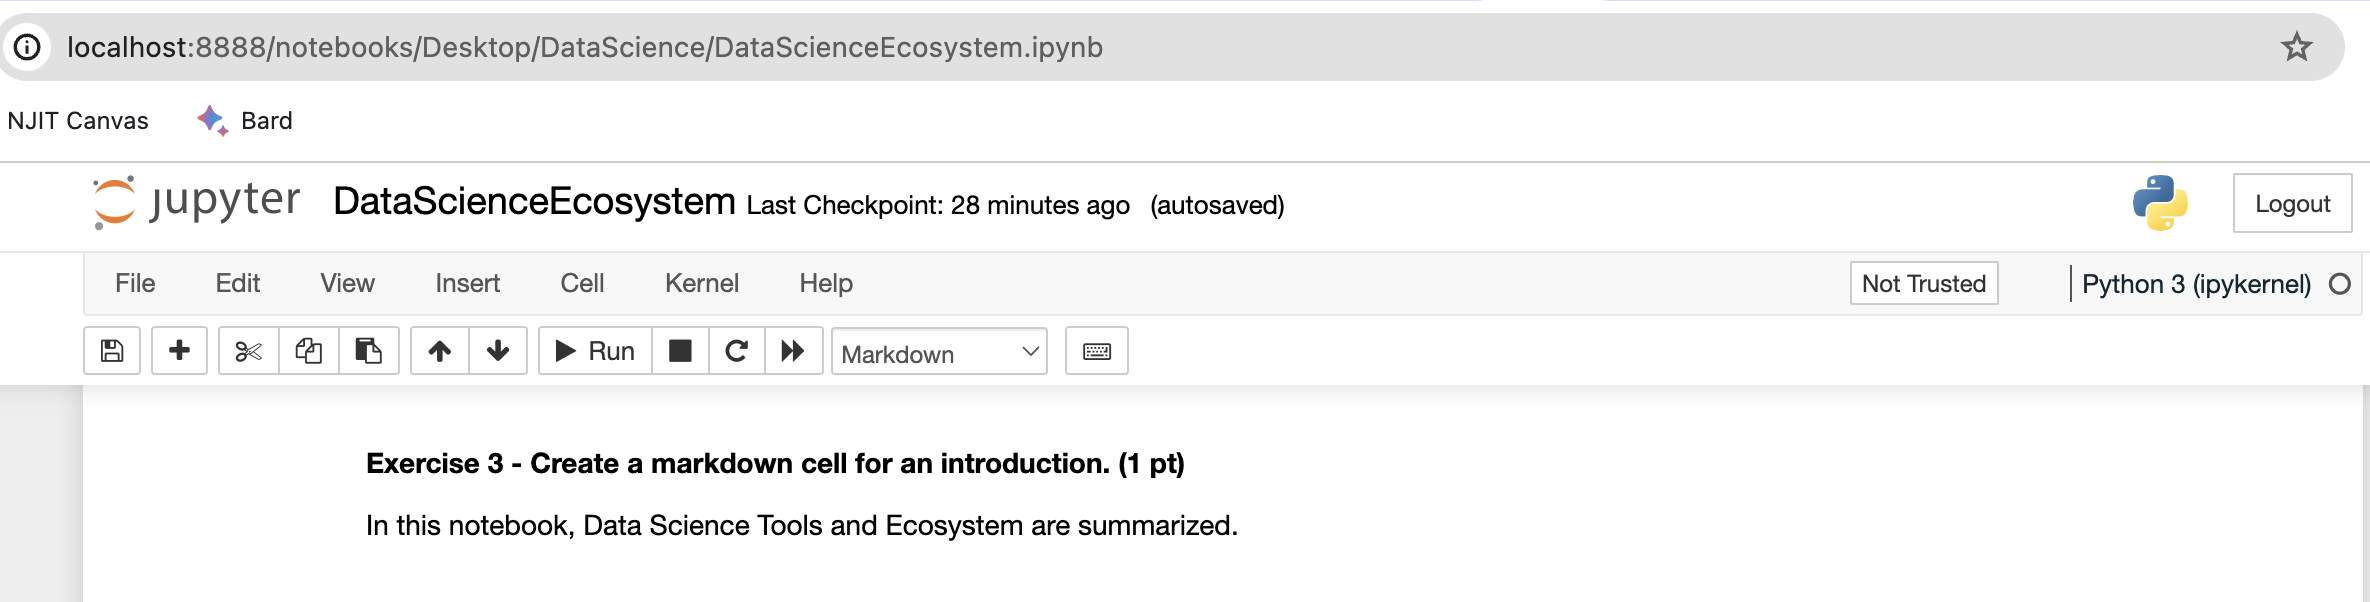 localhost:8888/notebooks/Desktop/DataScience/DataScienceEcosystem.ipynb
NJIT Canvas Bard
jupyter DataScienceEcosystem Last Checkpoint: 28 minutes ago (autosaved) Logout
File Edit View Insert Cell Kernel Help Not Trusted Python 3 (ipykernel)
Run Markdown
Exercise 3 - Create a markdown cell for an introduction. (1 pt)
In this notebook, Data Science Tools and Ecosystem are summarized.